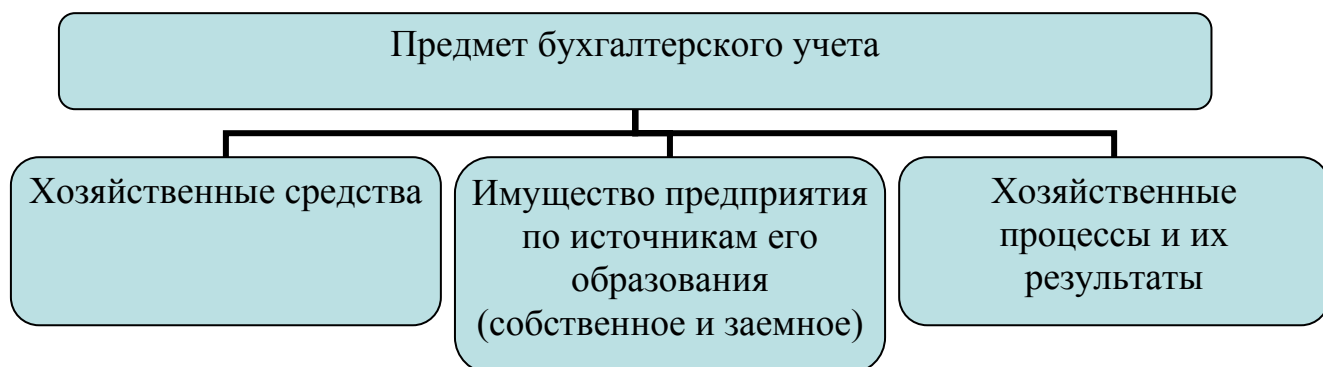 Предмет бухгалтерского учета
Хозяйственные средства
Имущество предприятия
по источникам его
образования
(собственное и заемное)
Хозяйственные
процессы и их
результаты